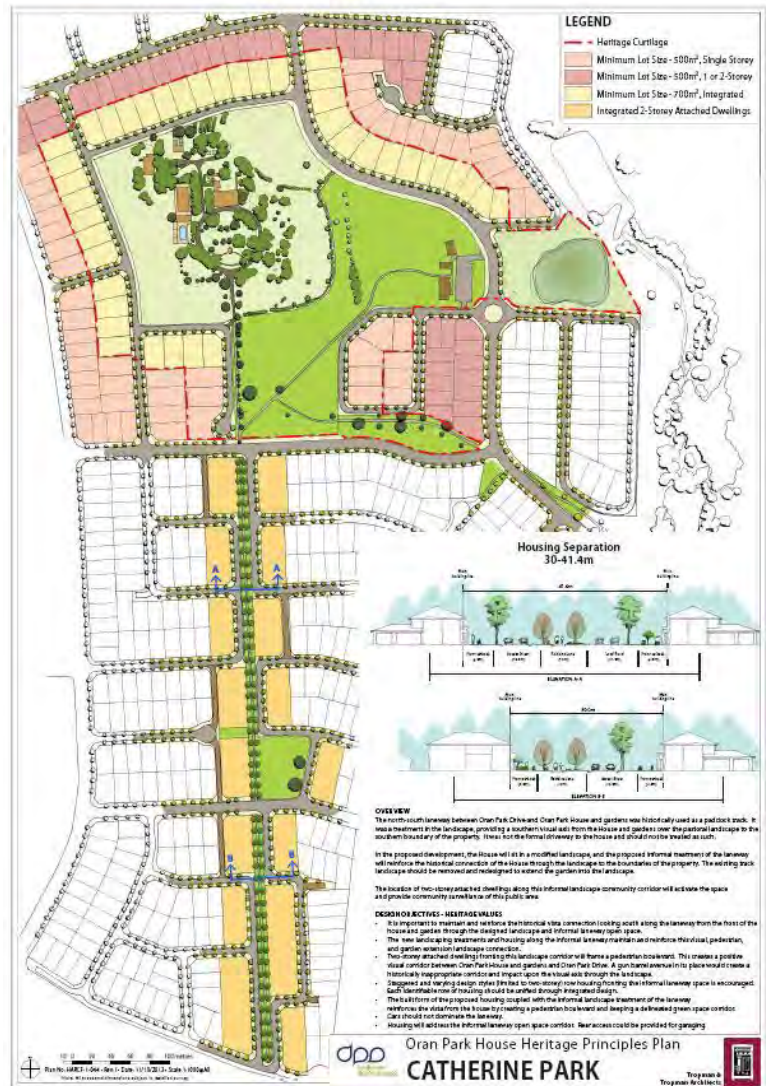 LEGEND
Heritage Curtilage
Minimum Lot Size - 500m², Single Storey
Minimum Lot Size - 500m², 1 or 2-Storey
Minimum Lot Size - 700m², Integrated
Integrated 2-Storey Attached Dwellings
A
A
B
B
Housing Separation
30-41.4m
ELEVATION A-A
ELEVATION B-B
OVERVIEW
The north-south laneway between Oran Park Drive and Oran Park House and gardens was historically used as a paddock track. It
was a treatment in the landscape, providing a southern visual axis from the House and gardens over the pastoral landscape to the
southern boundary of the property. It was not the formal driveway to the house and should not be treated as such.
In the proposed development, the House will sit in a modified landscape, and the proposed informal treatment of the laneway
will reinforce the historical connection of the House through the landscape to the boundaries of the property. The existing track
landscape should be removed and redesigned to extend the garden into the landscape.
The location of two-storey attached dwellings along this informal landscape community corridor will activate the space
and provide community surveillance of this public area.
DESIGN OBJECTIVES - HERITAGE VALUES
• It is important to maintain and reinforce the historical vista connection looking south along the laneway from the front of the
house and garden through the designed landscape and informal laneway open space.
• The new landscaping treatments and housing along the informal laneway maintain and reinforce this visual, pedestrian,
and garden extension landscape connection.
• Two-storey attached dwellings fronting this landscape corridor will frame a pedestrian boulevard. This creates a positive
visual corridor between Oran Park House and gardens and Oran Park Drive. A gun barrel avenue in its place would create a
historically inappropriate corridor and impact upon the visual axis through the landscape.
• Staggered and varying design styles (limited to two-storey) row housing fronting the informal laneway is encouraged.
Each identifiable row of housing should be unified through integrated design.
• The built form of the proposed housing coupled with the informal landscape treatment of the laneway
reinforces the vista from the house by creating a pedestrian boulevard and keeping a delineated green space corridor.
• Cars should not dominate the laneway.
• Housing will address the informal laneway open space corridor. Rear access could be provided for garaging.
dpp
Oran Park House Heritage Principles Plan
CATHERINE PARK
Tropman &
Tropman Architects